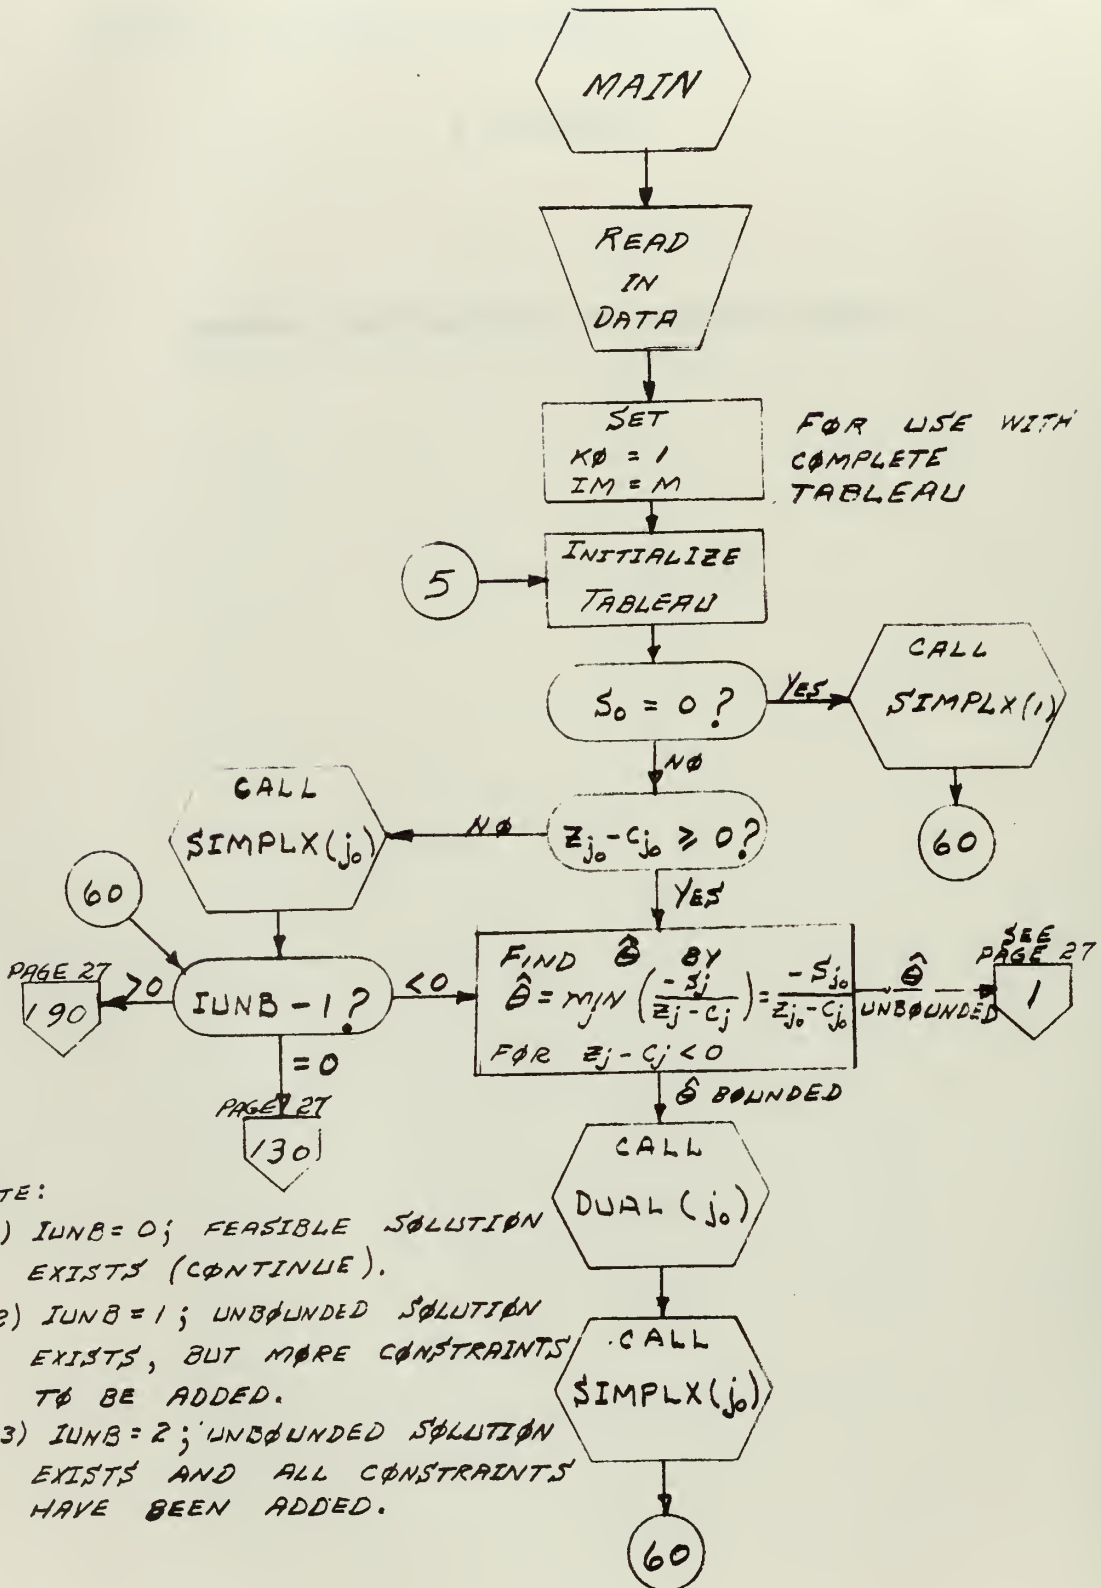 MAIN
READ
IN
DATA
SET
KØ = 1
IM = M
FØR USE WITH
CØMPLETE
TABLEAU
5
INITIALIZE
TABLEAU
S₀ = 0 ?
YES
CALL
SIMPLX(1)
60
NØ
z_j₀ - c_j₀ ≥ 0?
NØ
CALL
SIMPLX(j₀)
60
YES
IUNB - 1 ?
>0
PAGE 27
190
= 0
PAGE 27
130
<0
FIND θ̂ BY
θ̂ = min_j (-s_j / z_j - c_j) = -s_j₀ / z_j₀ - c_j₀
FØR z_j - c_j < 0
θ̂
UNBØUNDED
SEE
PAGE 27
1
θ̂ BØUNDED
CALL
DUAL (j₀)
CALL
SIMPLX(j₀)
60
TE:
) IUNB = 0; FEASIBLE SØLUTIØN
EXISTS (CØNTINUE).
2) IUNB = 1; UNBØUNDED SØLUTIØN
EXISTS, BUT MØRE CØNSTRAINTS
TØ BE ADDED.
3) IUNB = 2; UNBØUNDED SØLUTIØN
EXISTS AND ALL CØNSTRAINTS
HAVE BEEN ADDED.